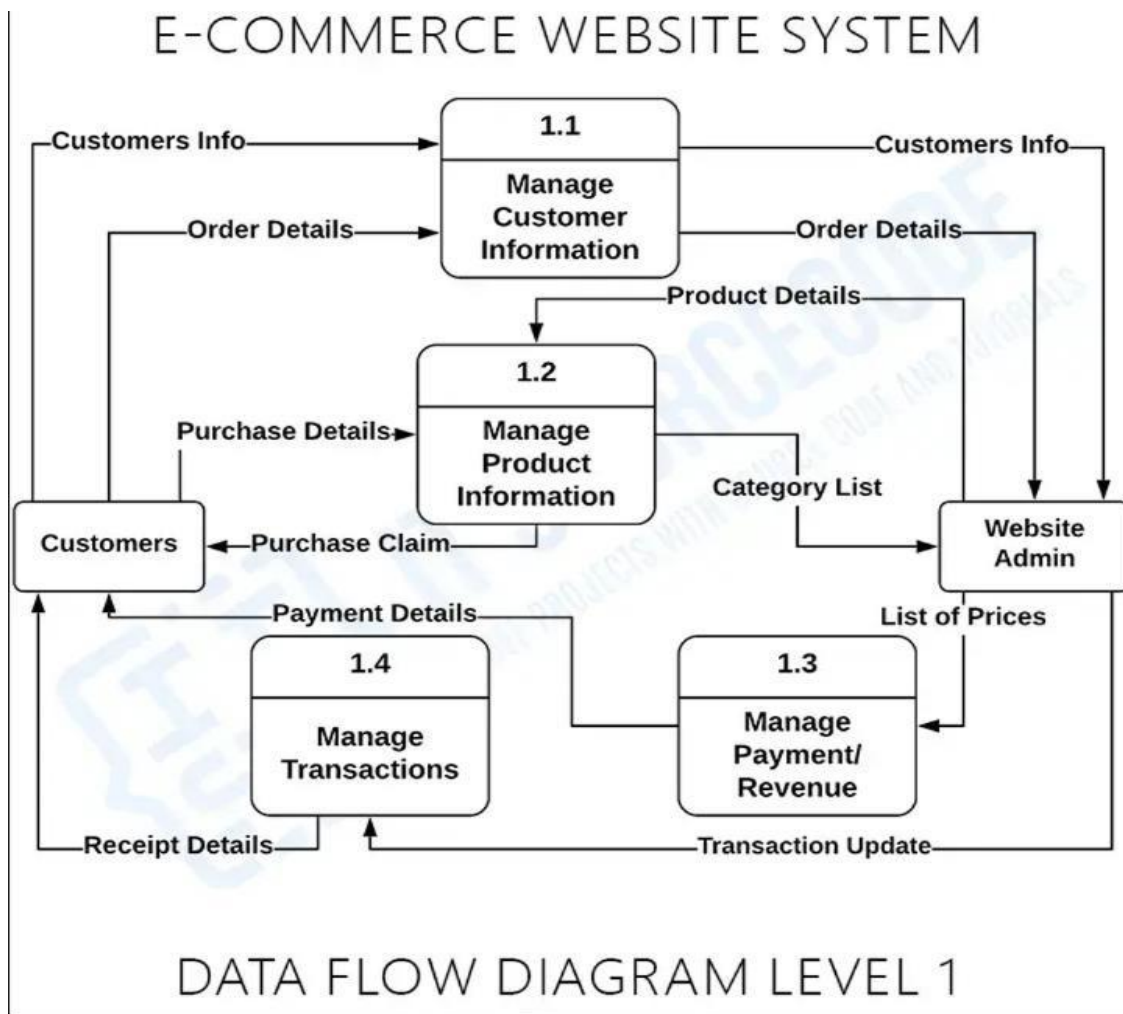 E-COMMERCE WEBSITE SYSTEM
1.1
Customers Info
Customers Info
Manage
Customer
Information
Order Details
Order Details
Product Details
1.2
Purchase Details
Manage
Product
Information
Category List
Customers
Purchase Claim
Website
Admin
Payment Details
List of Prices
1.4
1.3
Manage
Transactions
Manage
Payment/
Revenue
Receipt Details
Transaction Update
DATA FLOW DIAGRAM LEVEL 1